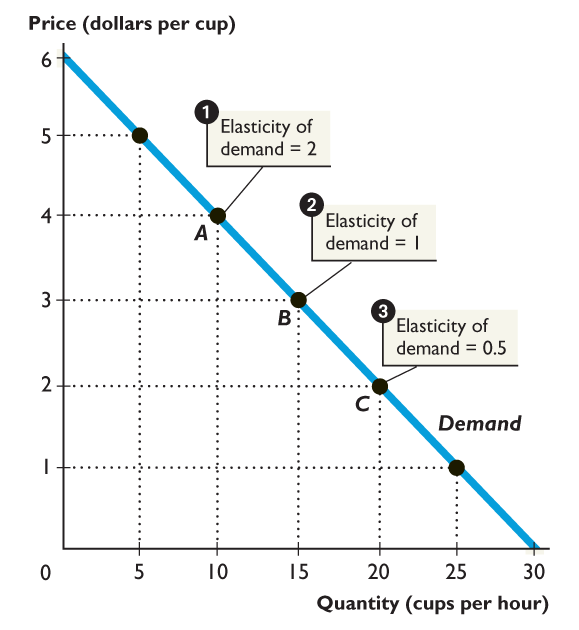 Price (dollars per cup)
6
1
Elasticity of
demand = 2
5
2
Elasticity of
demand = 1
4
A
3
Elasticity of
demand = 0.5
3
B
2
C
Demand
1
0
5
10
15
20
25
30
Quantity (cups per hour)